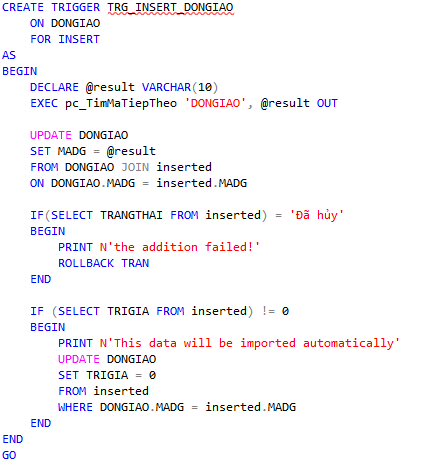 CREATE TRIGGER TRG_INSERT_DONGIAO
    ON DONGIAO
    FOR INSERT
AS
BEGIN
    DECLARE @result VARCHAR(10)
    EXEC pc_TimMaTiepTheo 'DONGIAO', @result OUT

    UPDATE DONGIAO
    SET MADG = @result
    FROM DONGIAO JOIN inserted
    ON DONGIAO.MADG = inserted.MADG

    IF(SELECT TRANGTHAI FROM inserted) = 'Đã hủy'
    BEGIN
        PRINT N'the addition failed!'
        ROLLBACK TRAN
    END

    IF (SELECT TRIGIA FROM inserted) != 0
    BEGIN
        PRINT N'This data will be imported automatically'
        UPDATE DONGIAO
        SET TRIGIA = 0
        FROM inserted
        WHERE DONGIAO.MADG = inserted.MADG
    END
END
GO